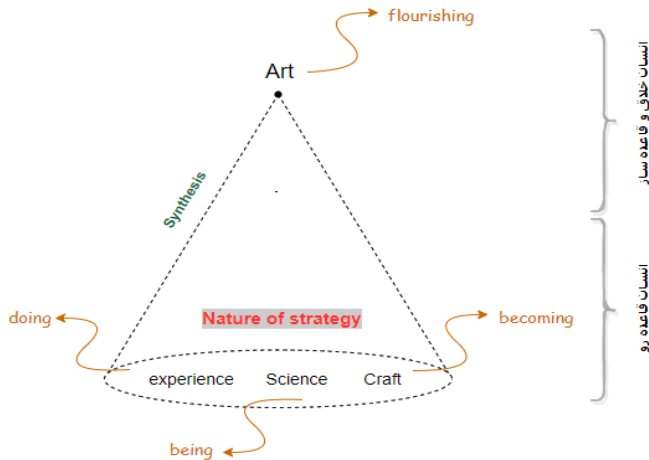 flourishing
Art
انسان خلاق و قاعده ساز
Synthesis
doing
Nature of strategy
becoming
انسان قاعده رو
experience Science Craft
being